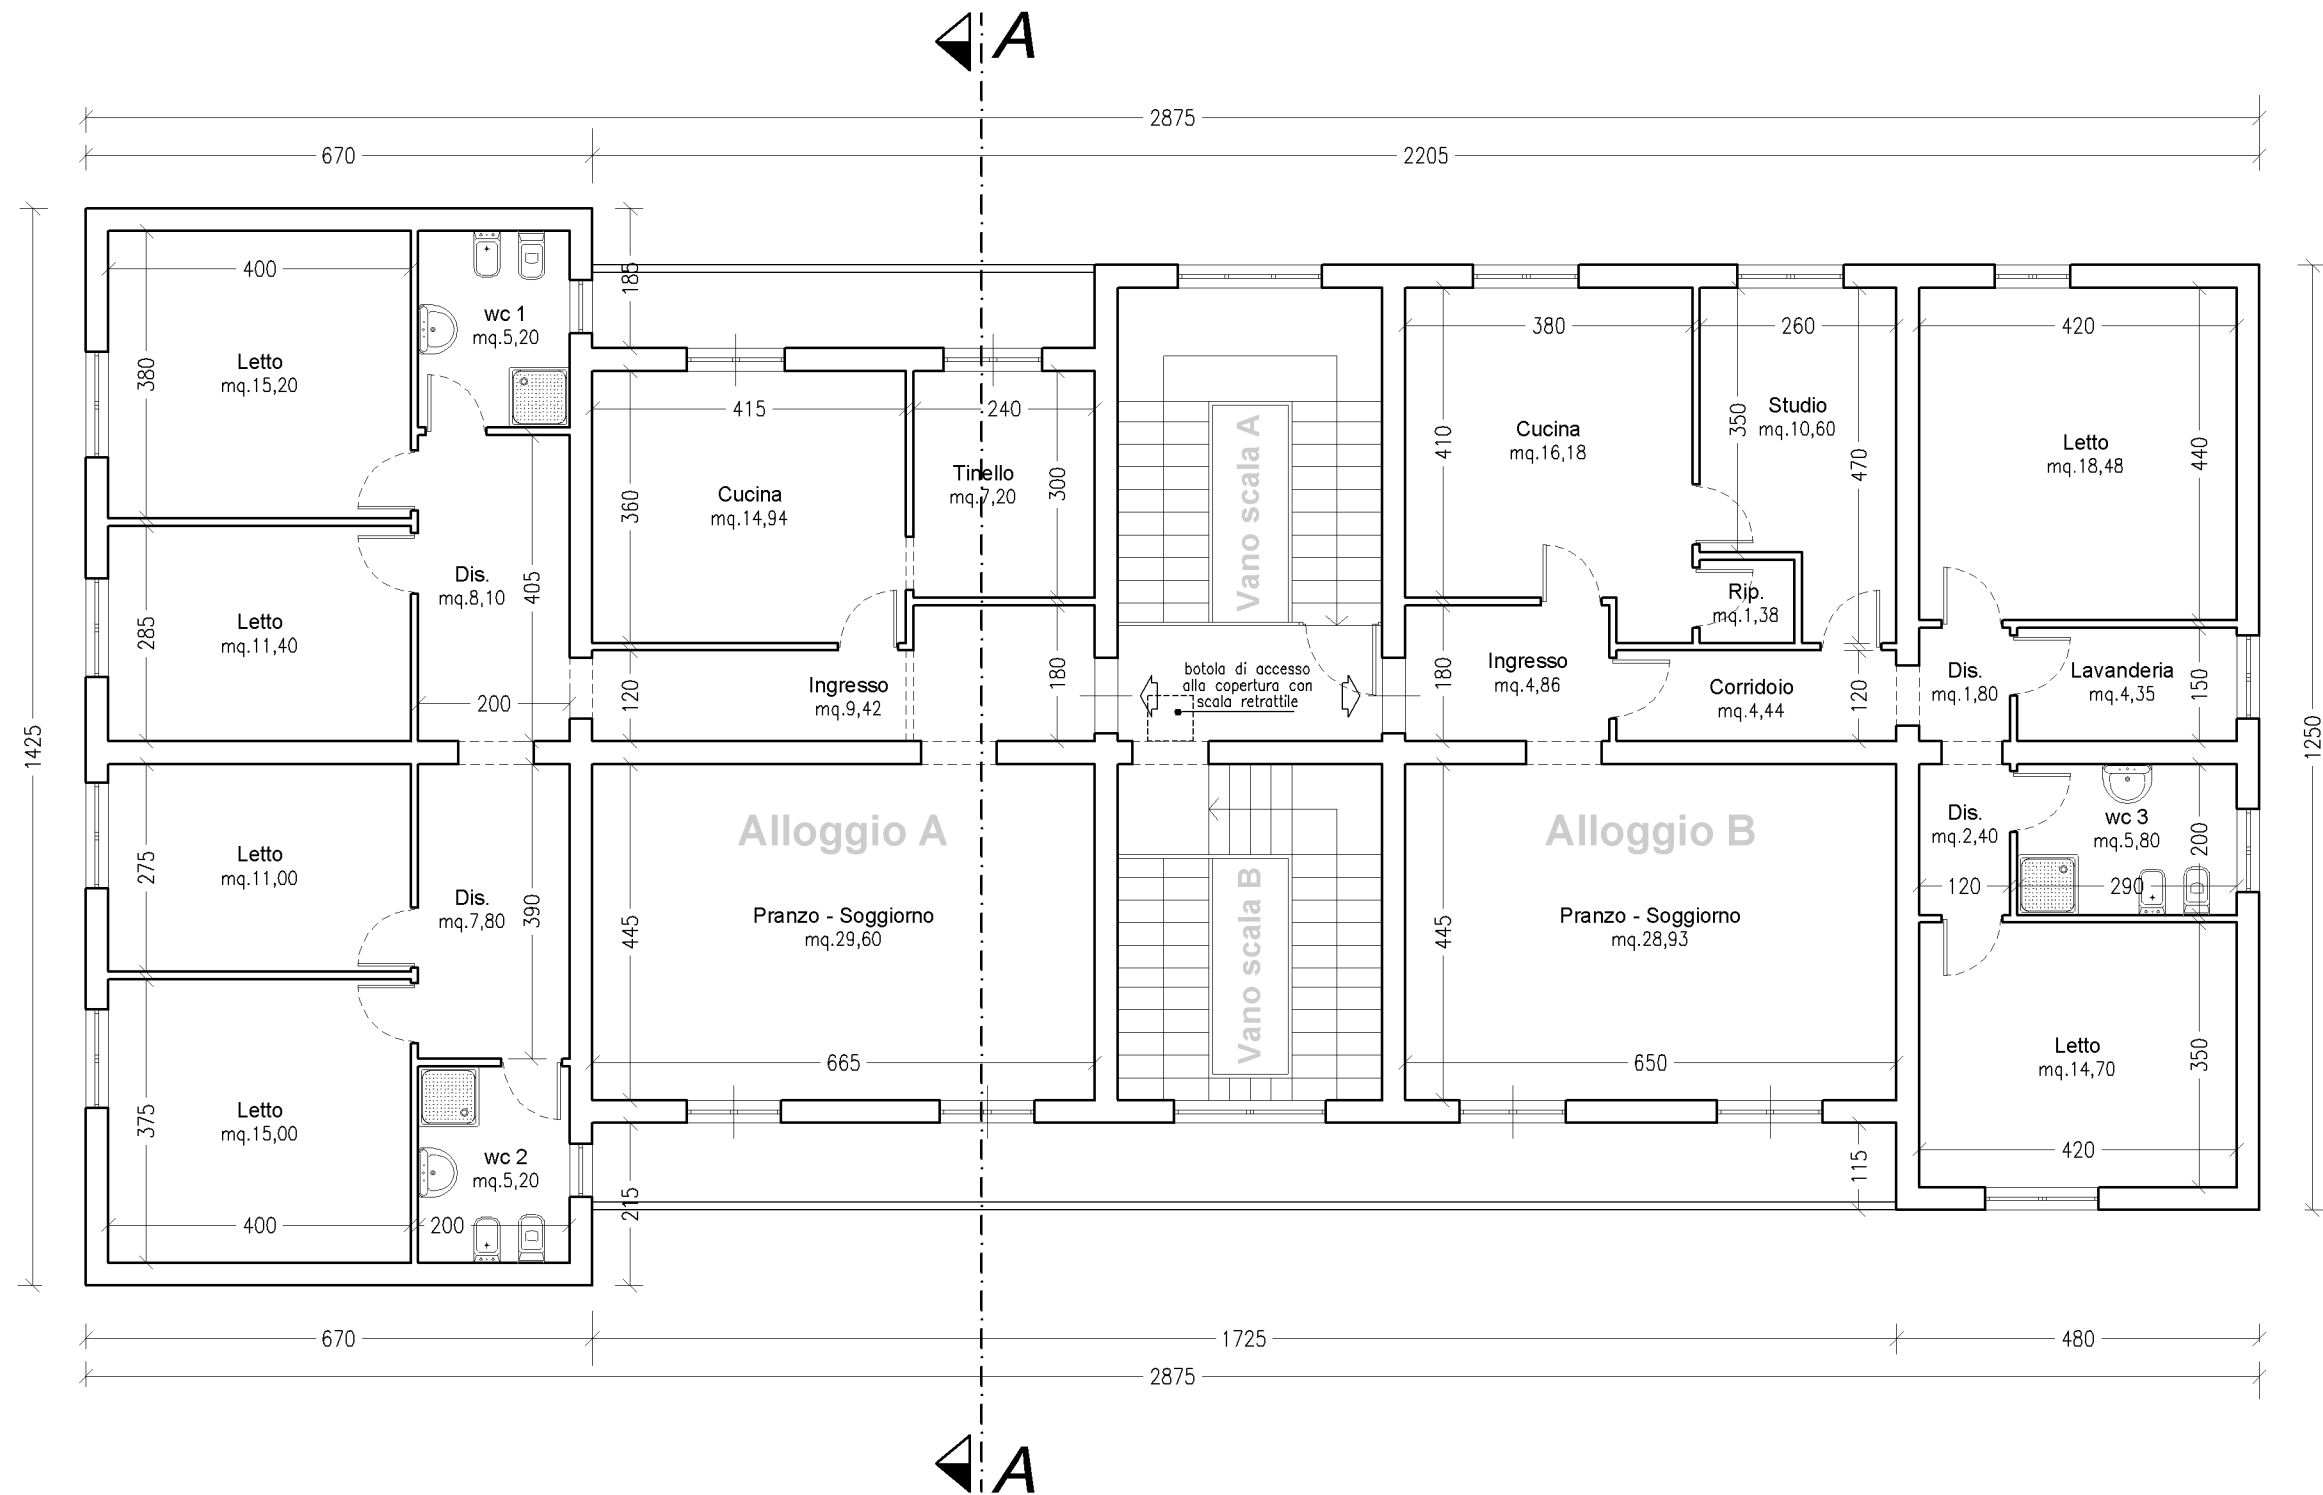 A
2875
670
2205
185
400
wc 1
mq.5,20
380
260
420
Letto
mq.15,20
380
415
240
410
350
Studio
mq.10,60
470
Cucina
mq.16,18
Letto
mq.18,48
440
Vano scala A
Cucina
mq.14,94
360
Tinello
mq.7,20
300
Dis.
mq.8,10
405
Letto
mq.11,40
285
Rip.
mq.1,38
200
120
Ingresso
mq.9,42
180
botola di accesso
alla copertura con
scala retrattile
180
Ingresso
mq.4,86
Corridoio
mq.4,44
120
Dis.
mq.1,80
Lavanderia
mq.4,35
150
1425
1250
Letto
mq.11,00
275
Dis.
mq.7,80
390
Alloggio A
Pranzo - Soggiorno
mq.29,60
445
665
Vano scala B
Alloggio B
Pranzo - Soggiorno
mq.28,93
445
650
Dis.
mq.2,40
120
wc 3
mq.5,80
200
290
Letto
mq.15,00
375
400
200
wc 2
mq.5,20
215
115
Letto
mq.14,70
350
420
670
1725
480
2875
A